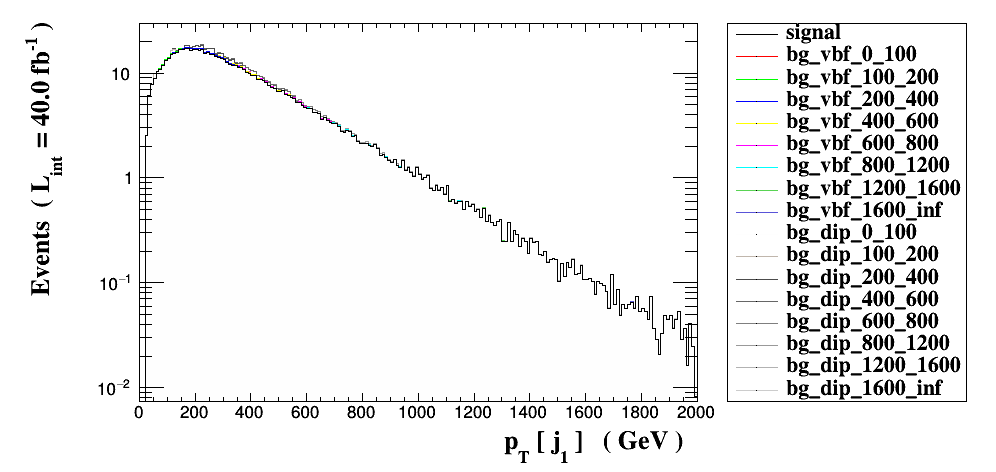 Events ( L_int = 40.0 fb⁻¹ )
10
1
10⁻¹
10⁻²
0 200 400 600 800 1000 1200 1400 1600 1800 2000
p_T [ j_1 ] ( GeV )
signal
bg_vbf_0_100
bg_vbf_100_200
bg_vbf_200_400
bg_vbf_400_600
bg_vbf_600_800
bg_vbf_800_1200
bg_vbf_1200_1600
bg_vbf_1600_inf
bg_dip_0_100
bg_dip_100_200
bg_dip_200_400
bg_dip_400_600
bg_dip_600_800
bg_dip_800_1200
bg_dip_1200_1600
bg_dip_1600_inf